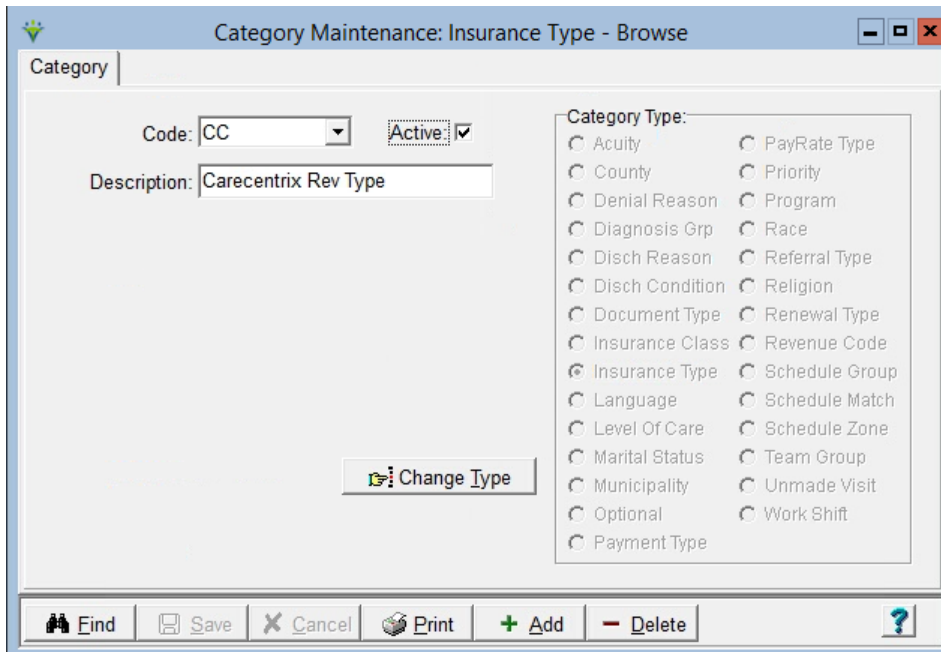 Category Maintenance: Insurance Type - Browse
Category
Code: CC
Active:
Description: Carecentrix Rev Type
Change Type
Category Type:
Acuity
County
Denial Reason
Diagnosis Grp
Disch Reason
Disch Condition
Document Type
Insurance Class
Insurance Type
Language
Level Of Care
Marital Status
Municipality
Optional
Payment Type
PayRate Type
Priority
Program
Race
Referral Type
Religion
Renewal Type
Revenue Code
Schedule Group
Schedule Match
Schedule Zone
Team Group
Unmade Visit
Work Shift
Find Save Cancel Print Add Delete ?